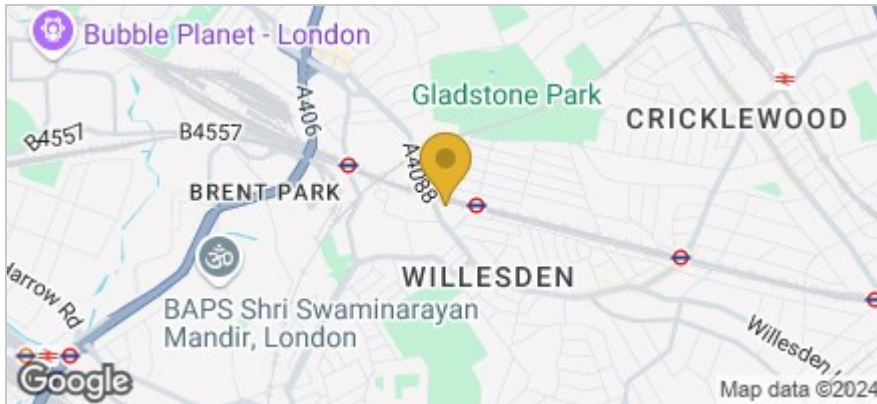 Bubble Planet - London
A406
Gladstone Park
CRICKLEWOOD
B4557
B4557
A4088
BRENT PARK
WILLESDEN
Harrow Rd
BAPS Shri Swaminarayan
Mandir, London
Willesden
Google
Map data ©2024